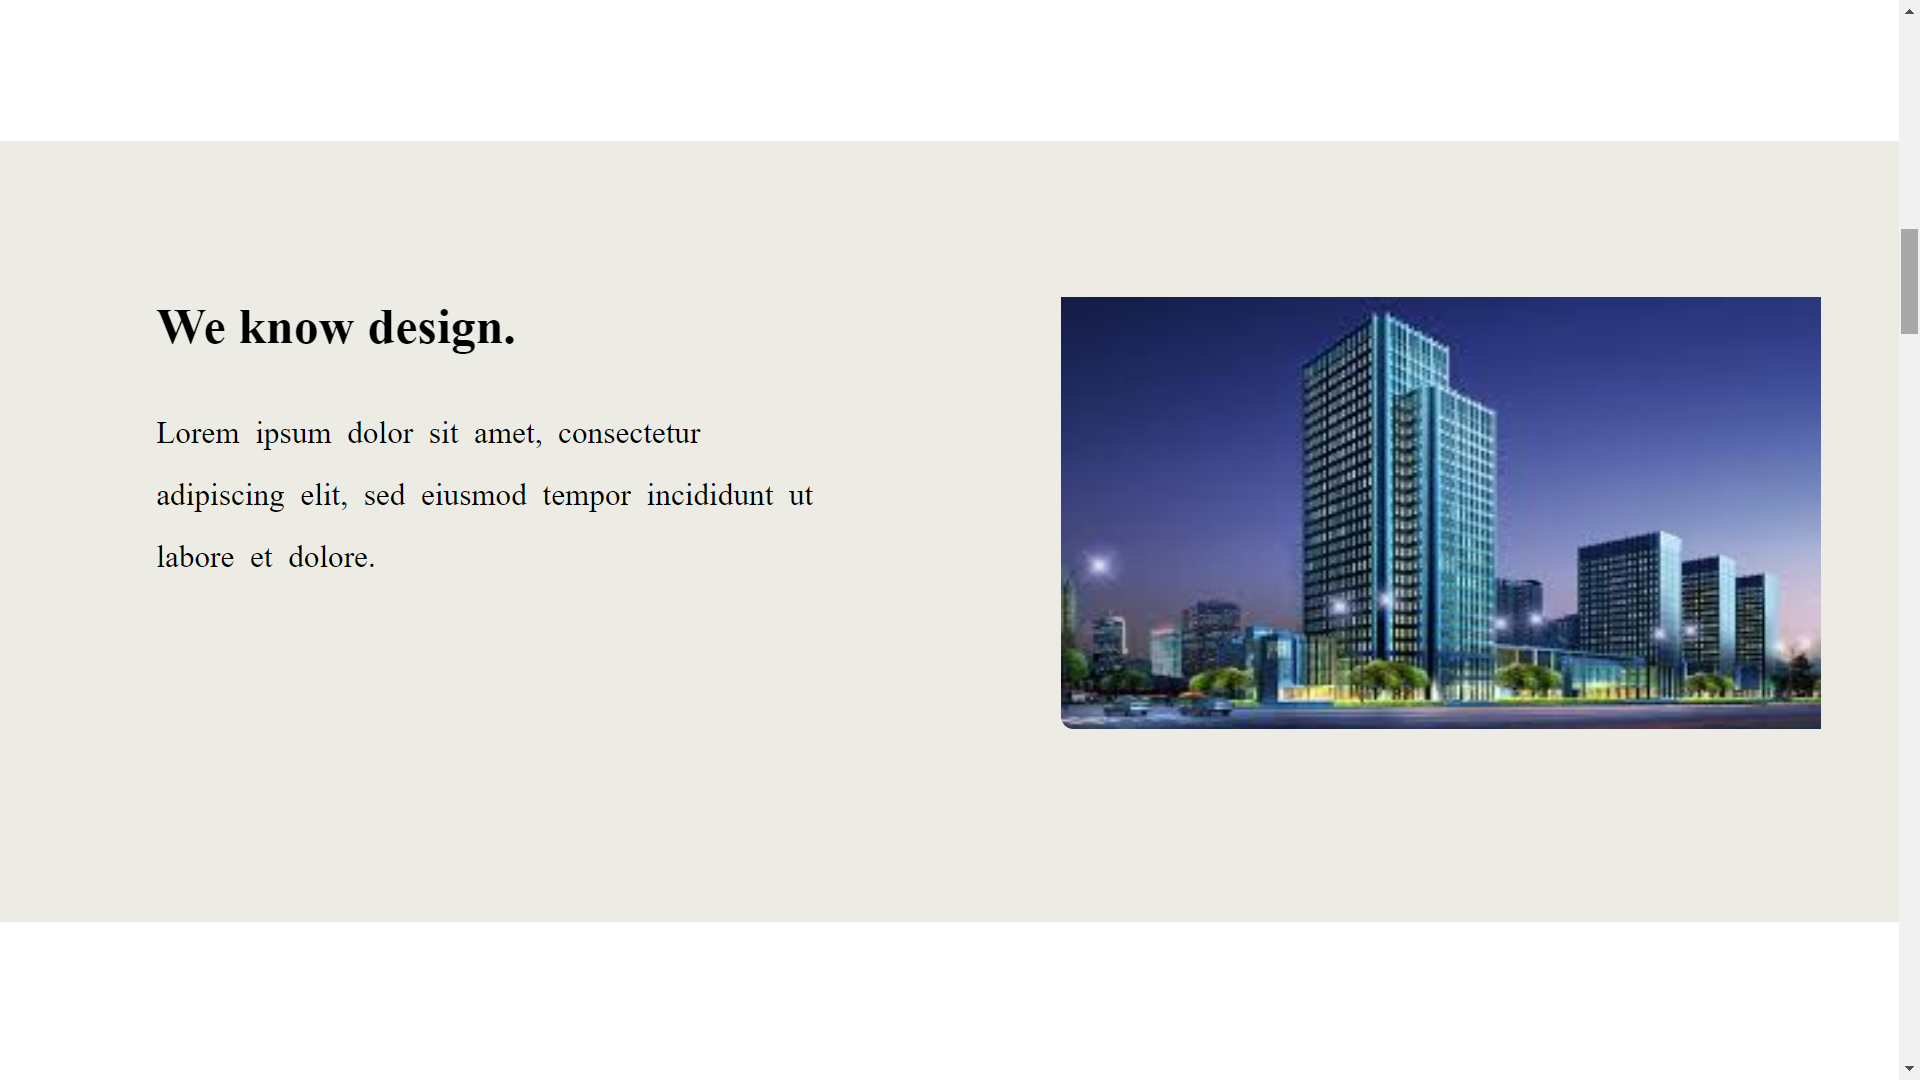 We know design.
Lorem ipsum dolor sit amet, consectetur
adipiscing elit, sed eiusmod tempor incididunt ut
labore et dolore.